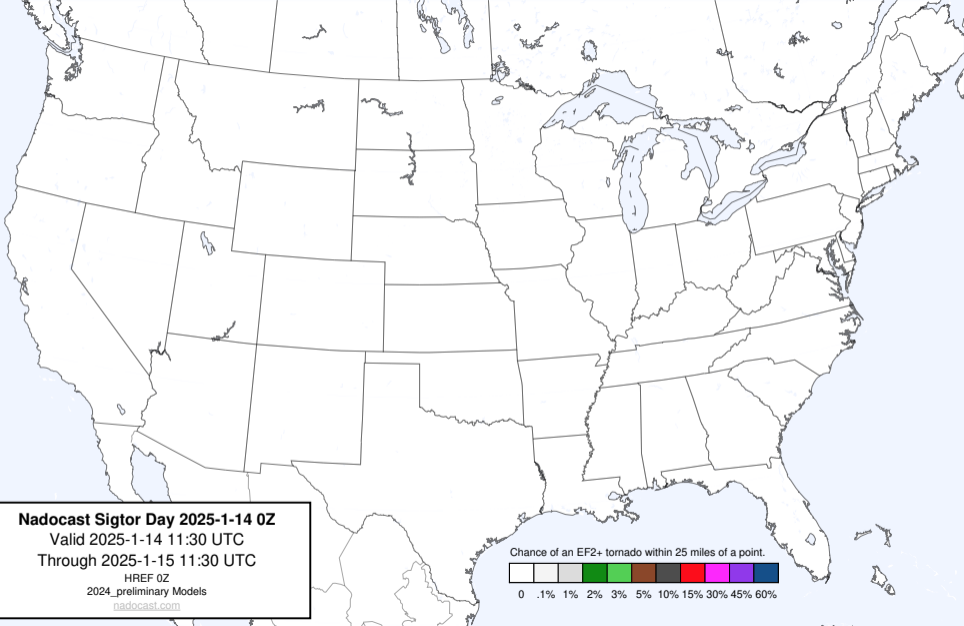 Nadocast Sigtor Day 2025-1-14 0Z
Valid 2025-1-14 11:30 UTC
Through 2025-1-15 11:30 UTC
HREF 0Z
2024_preliminary Models
nadocast.com
Chance of an EF2+ tornado within 25 miles of a point.
0 .1% 1% 2% 3% 5% 10% 15% 30% 45% 60%